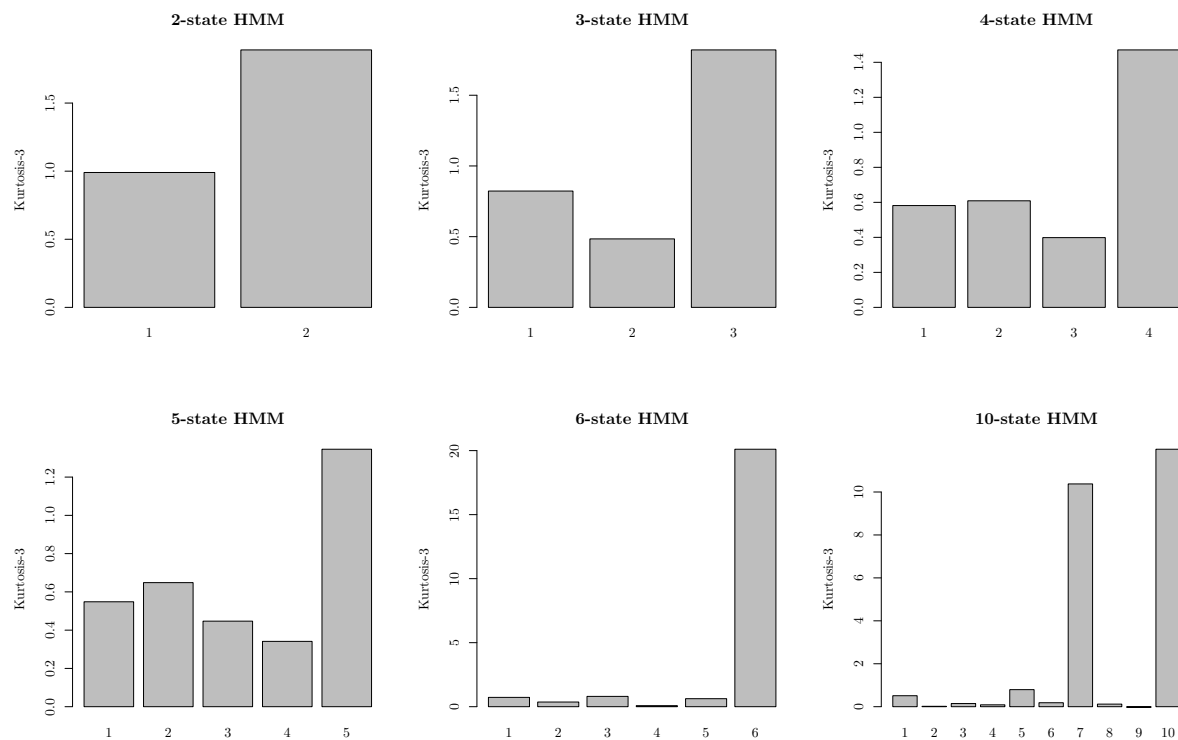 2-state HMM
Kurtosis-3
0.0 0.5 1.0 1.5
1 2
3-state HMM
Kurtosis-3
0.0 0.5 1.0 1.5
1 2 3
4-state HMM
Kurtosis-3
0.0 0.2 0.4 0.6 0.8 1.0 1.2 1.4
1 2 3 4
5-state HMM
Kurtosis-3
0.0 0.2 0.4 0.6 0.8 1.0 1.2
1 2 3 4 5
6-state HMM
Kurtosis-3
0 5 10 15 20
1 2 3 4 5 6
10-state HMM
Kurtosis-3
0 2 4 6 8 10
1 2 3 4 5 6 7 8 9 10